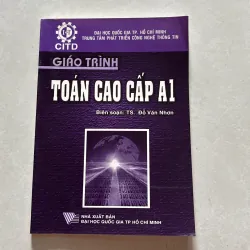 CITD
ĐẠI HỌC QUỐC GIA TP. HỒ CHÍ MINH
TRUNG TÂM PHÁT TRIỂN CÔNG NGHỆ THÔNG TIN
GIÁO TRÌNH
TOÁN CAO CẤP A1
Biên soạn: TS. Đỗ Văn Nhơn
NHÀ XUẤT BẢN
ĐẠI HỌC QUỐC GIA TP HỒ CHÍ MINH